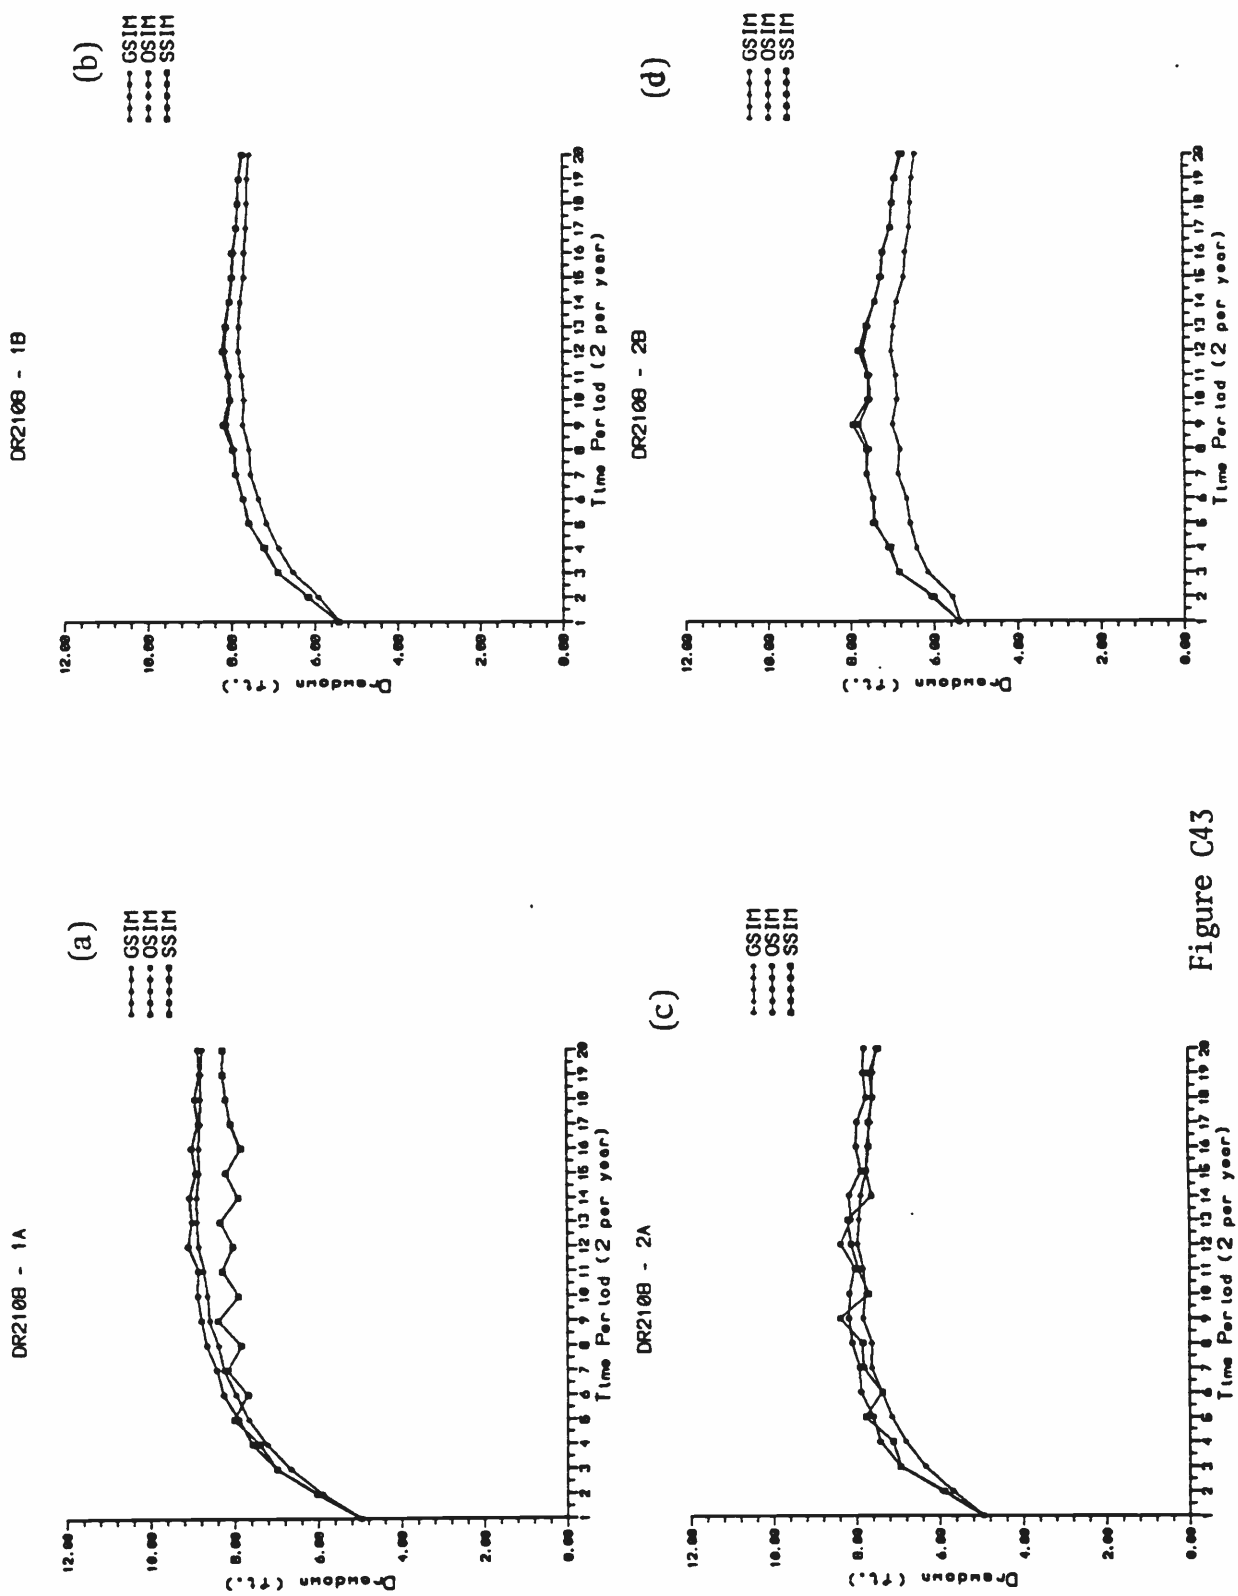 DR210B - 1A
(a)
GSIM
OSIM
SSIM
12.00
10.00
8.00
6.00
4.00
2.00
0.00
Drawdown (ft.)
1 2 3 4 5 6 7 8 9 10 11 12 13 14 15 16 17 18 19 20
Time Period (2 per year)
DR210B - 1B
(b)
GSIM
OSIM
SSIM
12.00
10.00
8.00
6.00
4.00
2.00
0.00
Drawdown (ft.)
1 2 3 4 5 6 7 8 9 10 11 12 13 14 15 16 17 18 19 20
Time Period (2 per year)
DR210B - 2A
(c)
GSIM
OSIM
SSIM
12.00
10.00
8.00
6.00
4.00
2.00
0.00
Drawdown (ft.)
1 2 3 4 5 6 7 8 9 10 11 12 13 14 15 16 17 18 19 20
Time Period (2 per year)
DR210B - 2B
(d)
GSIM
OSIM
SSIM
12.00
10.00
8.00
6.00
4.00
2.00
0.00
Drawdown (ft.)
1 2 3 4 5 6 7 8 9 10 11 12 13 14 15 16 17 18 19 20
Time Period (2 per year)
Figure C43